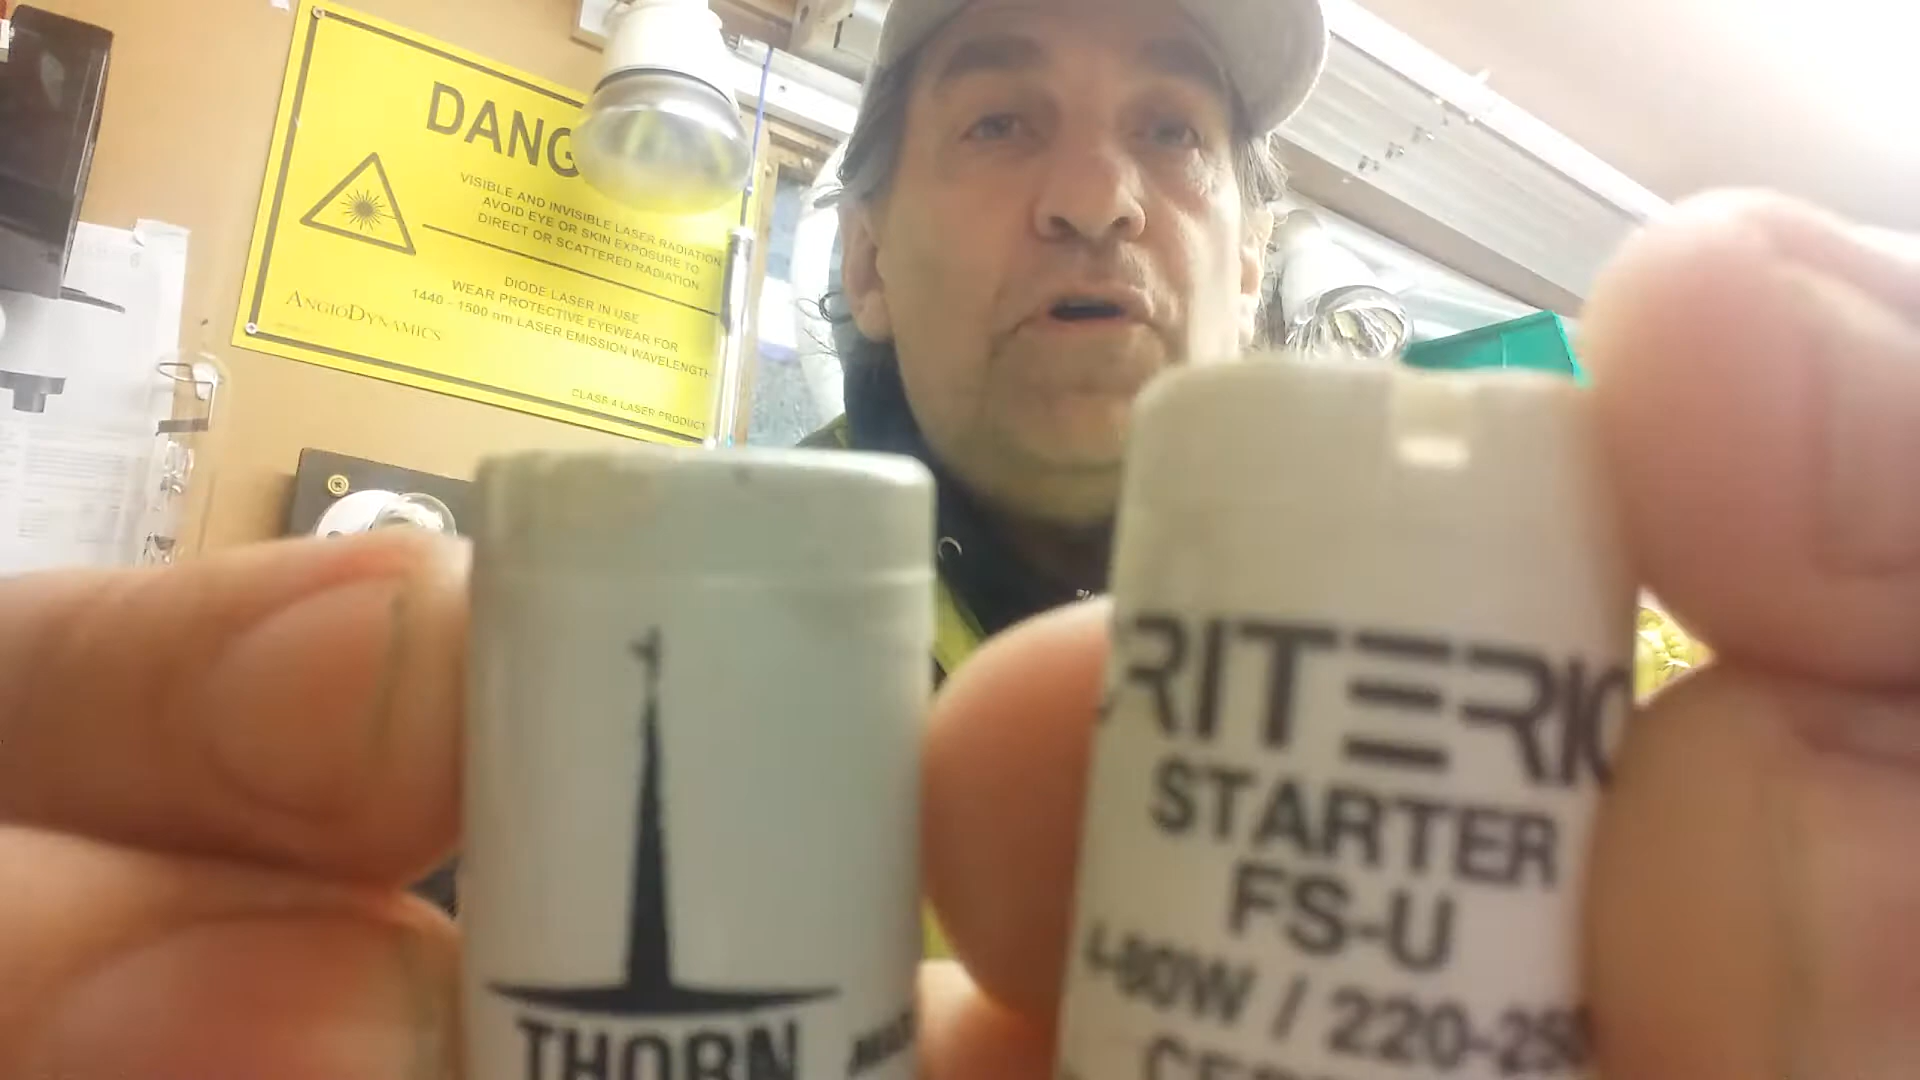 DANG
VISIBLE AND INVISIBLE LASER RADIATION
AVOID EYE OR SKIN EXPOSURE TO
DIRECT OR SCATTERED RADIATION
DIODE LASER IN USE
WEAR PROTECTIVE EYEWEAR FOR
1440 - 1500 nm LASER EMISSION WAVELENGTH
ANGIODYNAMICS
CLASS 4 LASER PRODUCT
THORN
RITERIO
STARTER
FS-U
4-80W / 220-25